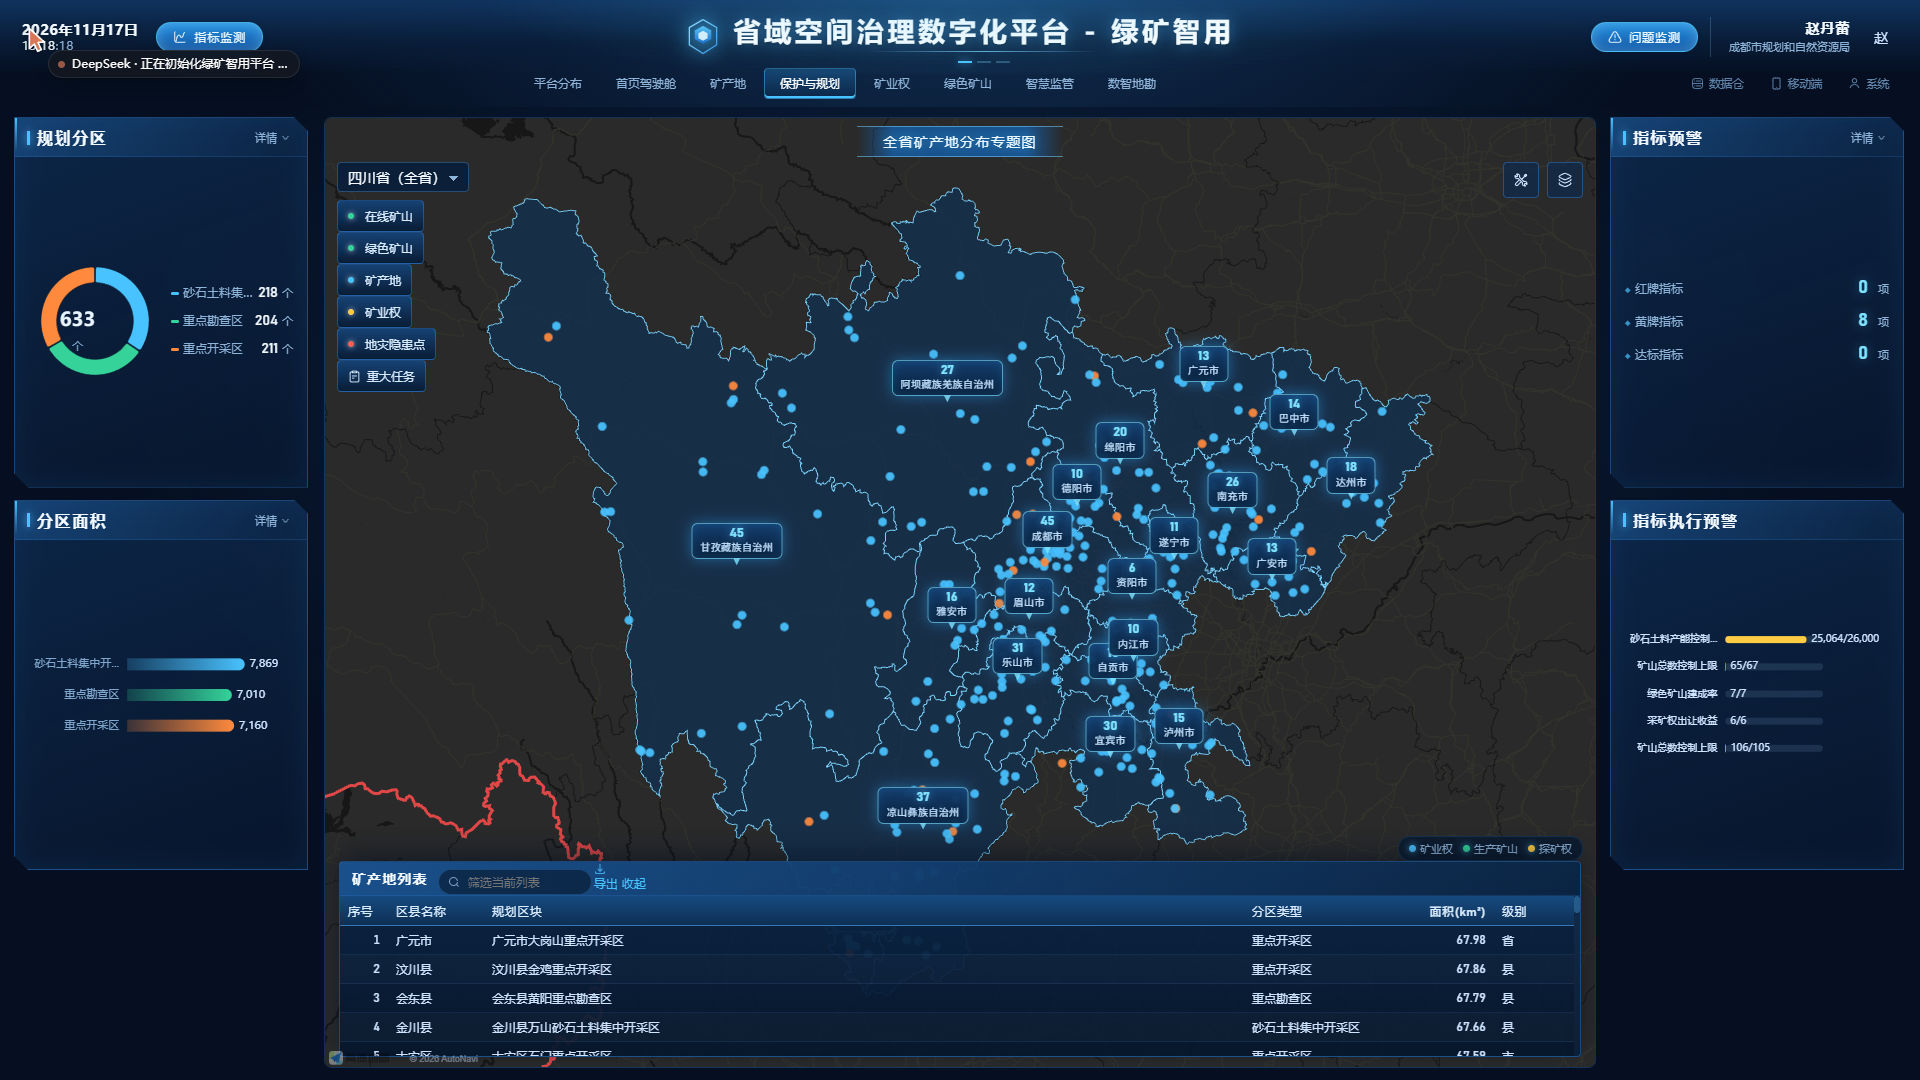 2026年11月17日
:18:18
指标监测
DeepSeek · 正在初始化绿矿智用平台 ...
省域空间治理数字化平台 - 绿矿智用
问题监测
赵丹蕾
成都市规划和自然资源局
赵
平台分布
首页驾驶舱
矿产地
保护与规划
矿业权
绿色矿山
智慧监管
数智地勘
数据仓
移动端
系统
规划分区
详情
633
个
砂石土料集... 218 个
重点勘查区 204 个
重点开采区 211 个
分区面积
详情
砂石土料集中开... 7,869
重点勘查区 7,010
重点开采区 7,160
全省矿产地分布专题图
四川省（全省）
在线矿山
绿色矿山
矿产地
矿业权
地灾隐患点
重大任务
27
阿坝藏族羌族自治州
13
广元市
14
巴中市
20
绵阳市
18
达州市
10
德阳市
26
南充市
45
成都市
11
遂宁市
45
甘孜藏族自治州
13
广安市
6
资阳市
12
眉山市
16
雅安市
10
内江市
31
乐山市
自贡市
15
泸州市
30
宜宾市
37
凉山彝族自治州
矿业权
生产矿山
探矿权
矿产地列表
筛选当前列表
导出 收起
序号 区县名称 规划区块 分区类型 面积(km²) 级别
1 广元市 广元市大岗山重点开采区 重点开采区 67.98 省
2 汶川县 汶川县金鸡重点开采区 重点开采区 67.86 县
3 会东县 会东县黄阳重点勘查区 重点勘查区 67.79 县
4 金川县 金川县万山砂石土料集中开采区 砂石土料集中开采区 67.66 县
© 2026 AutoNavi
指标预警
详情
红牌指标 0 项
黄牌指标 8 项
达标指标 0 项
指标执行预警
砂石土料产能控制... 25,064/26,000
矿山总数控制上限 65/67
绿色矿山建成率 7/7
采矿权出让收益 6/6
矿山总数控制上限 106/105